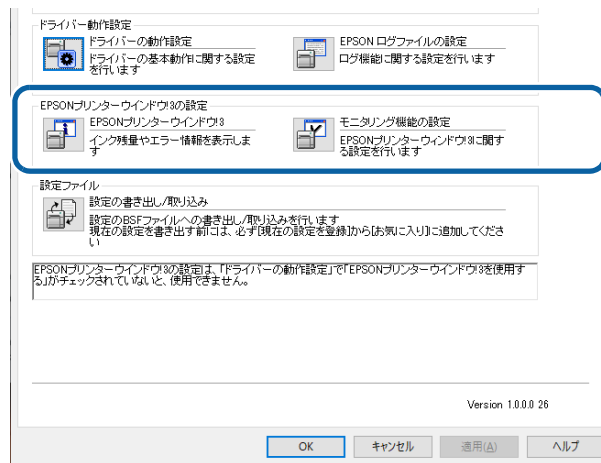 ドライバー動作設定
ドライバーの動作設定
ドライバーの基本動作に関する設定
を行います
EPSON ログファイルの設定
ログ機能に関する設定を行います
EPSONプリンターウインドウ!3の設定
EPSONプリンターウインドウ!3
インク残量やエラー情報を表示しま
す
モニタリング機能の設定
EPSONプリンターウィンドウ!3に関す
る設定を行います
設定ファイル
設定の書き出し/取り込み
設定のBSFファイルへの書き出し/取り込みを行います
現在の設定を書き出す前には、必ず[現在の設定を登録]から[お気に入り]に追加してくださ
い
EPSONプリンターウインドウ!3の設定は、「ドライバーの動作設定」で「EPSONプリンターウインドウ!3を使用す
る」がチェックされていないと、使用できません。
Version 1.0.0.0 26
OK
キャンセル
適用(A)
ヘルプ